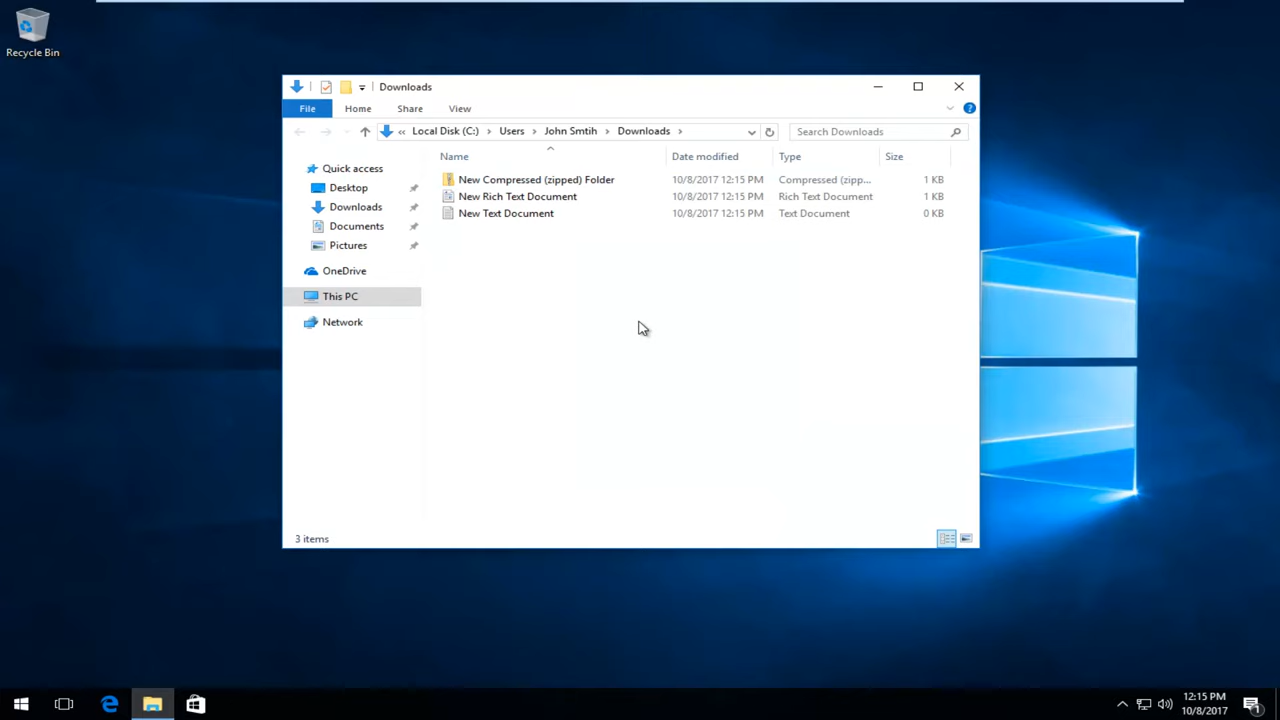 Recycle Bin
Downloads
File Home Share View
« Local Disk (C:) > Users > John Smtih > Downloads > Search Downloads
Name Date modified Type Size
Quick access
Desktop
Downloads
Documents
Pictures
OneDrive
This PC
Network
New Compressed (zipped) Folder 10/8/2017 12:15 PM Compressed (zipp... 1 KB
New Rich Text Document 10/8/2017 12:15 PM Rich Text Document 1 KB
New Text Document 10/8/2017 12:15 PM Text Document 0 KB
3 items
12:15 PM
10/8/2017
1